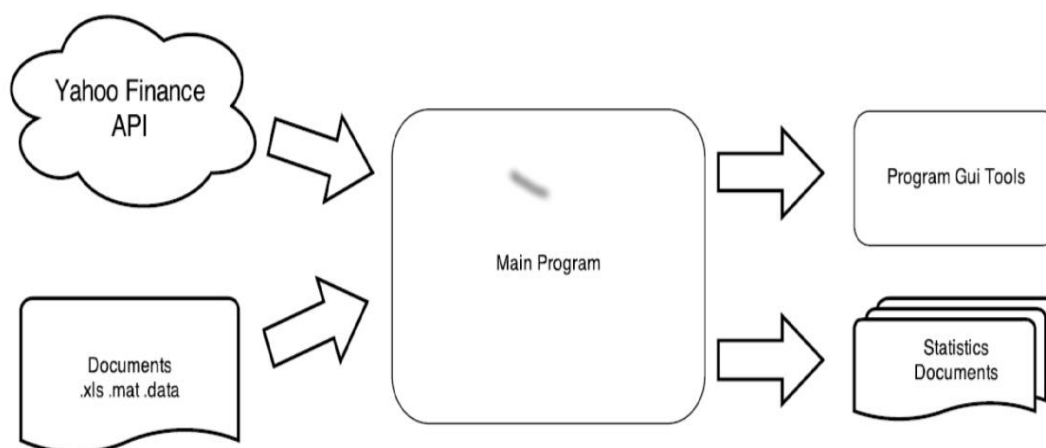 Yahoo Finance
API
Main Program
Program Gui Tools
Documents
.xls .mat .data
Statistics
Documents